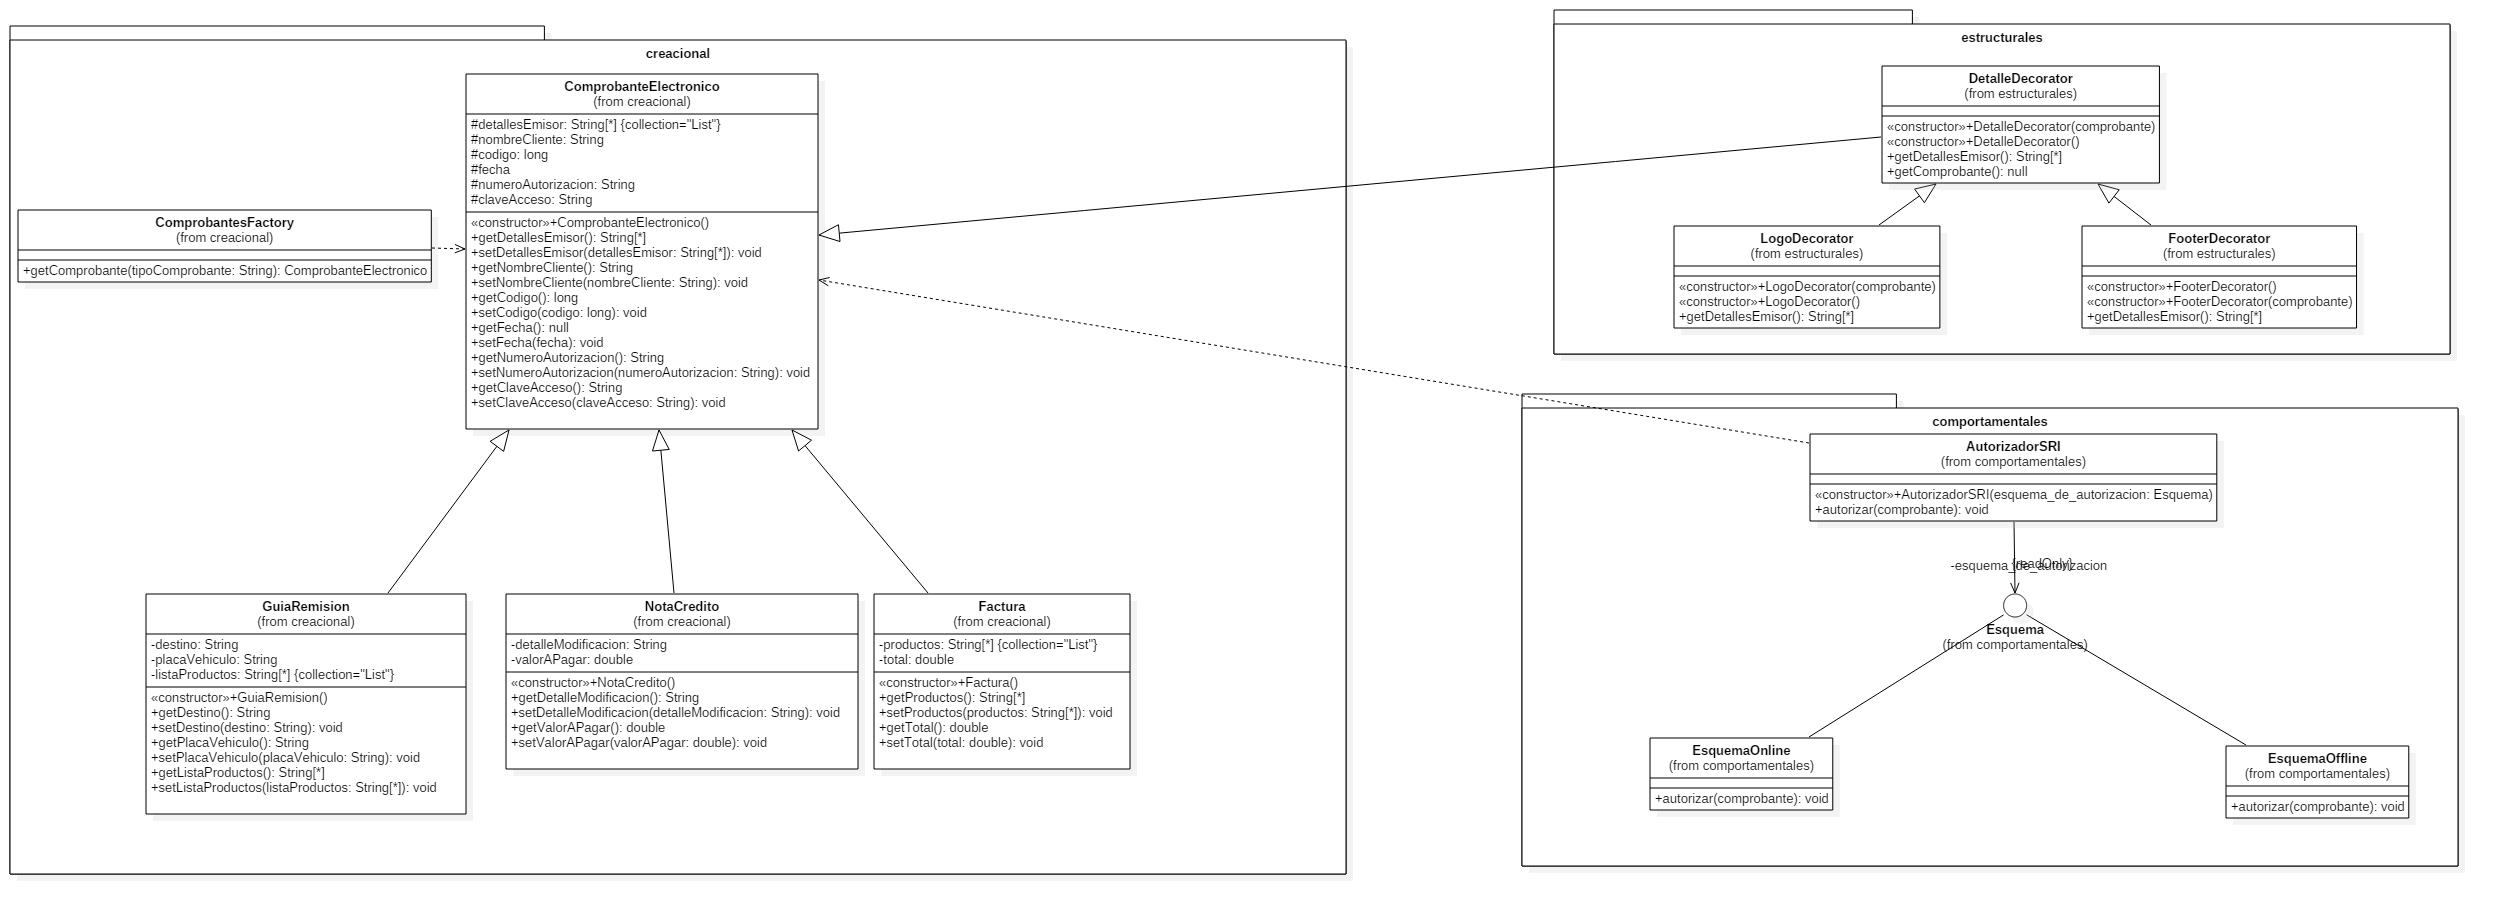 creacional
ComprobanteElectronico
(from creacional)
#detallesEmisor: String[*] {collection="List"}
#nombreCliente: String
#codigo: long
#fecha
#numeroAutorizacion: String
#claveAcceso: String
«constructor»+ComprobanteElectronico()
+getDetallesEmisor(): String[*]
+setDetallesEmisor(detallesEmisor: String[*]): void
+getNombreCliente(): String
+setNombreCliente(nombreCliente: String): void
+getCodigo(): long
+setCodigo(codigo: long): void
+getFecha(): null
+setFecha(fecha): void
+getNumeroAutorizacion(): String
+setNumeroAutorizacion(numeroAutorizacion: String): void
+getClaveAcceso(): String
+setClaveAcceso(claveAcceso: String): void
ComprobantesFactory
(from creacional)
+getComprobante(tipoComprobante: String): ComprobanteElectronico
GuiaRemision
(from creacional)
-destino: String
-placaVehiculo: String
-listaProductos: String[*] {collection="List"}
«constructor»+GuiaRemision()
+getDestino(): String
+setDestino(destino: String): void
+getPlacaVehiculo(): String
+setPlacaVehiculo(placaVehiculo: String): void
+getListaProductos(): String[*]
+setListaProductos(listaProductos: String[*]): void
NotaCredito
(from creacional)
-detalleModificacion: String
-valorAPagar: double
«constructor»+NotaCredito()
+getDetalleModificacion(): String
+setDetalleModificacion(detalleModificacion: String): void
+getValorAPagar(): double
+setValorAPagar(valorAPagar: double): void
Factura
(from creacional)
-productos: String[*] {collection="List"}
-total: double
«constructor»+Factura()
+getProductos(): String[*]
+setProductos(productos: String[*]): void
+getTotal(): double
+setTotal(total: double): void
estructurales
DetalleDecorator
(from estructurales)
«constructor»+DetalleDecorator(comprobante)
«constructor»+DetalleDecorator()
+getDetallesEmisor(): String[*]
+getComprobante(): null
LogoDecorator
(from estructurales)
«constructor»+LogoDecorator(comprobante)
«constructor»+LogoDecorator()
+getDetallesEmisor(): String[*]
FooterDecorator
(from estructurales)
«constructor»+FooterDecorator()
«constructor»+FooterDecorator(comprobante)
+getDetallesEmisor(): String[*]
comportamentales
AutorizadorSRI
(from comportamentales)
«constructor»+AutorizadorSRI(esquema_de_autorizacion: Esquema)
+autorizar(comprobante): void
{readOnly}
-esquema_de_autorizacion
Esquema
(from comportamentales)
EsquemaOnline
(from comportamentales)
+autorizar(comprobante): void
EsquemaOffline
(from comportamentales)
+autorizar(comprobante): void